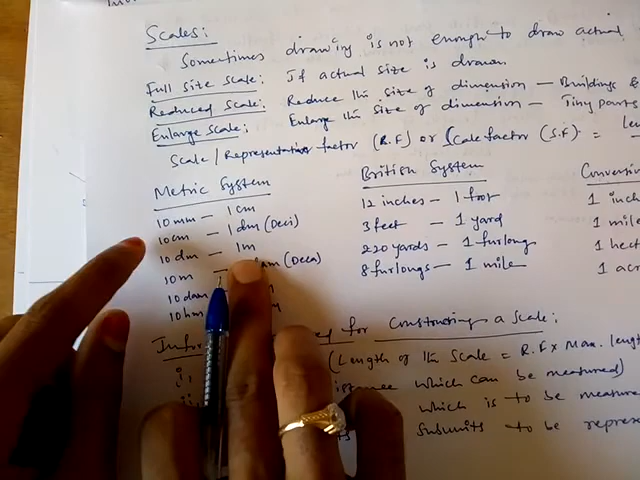 Scales:
Sometimes drawing is not enough to draw actual
Full size scale: If actual size is drawn
Reduced scale: Reduce the size of dimension — Buildings &
Enlarge scale: Enlarge the size of dimension — Tiny parts
Scale / Representative factor (R.F) or Scale factor (S.F) =
Metric System
10 mm — 1 cm
10 cm — 1 dm (Deci)
10 dm — 1m
10 m — (Deca)
10 dam
10 hm
British System
12 inches — 1 foot
3 feet — 1 yard
220 yards — 1 furlong
8 furlongs — 1 mile
1 inch
1 mile
1 hect
for Constructing a Scale:
i, (Length of the Scale = R.F x Max. length
which can be measured)
which is to be measure
subunits to be represe